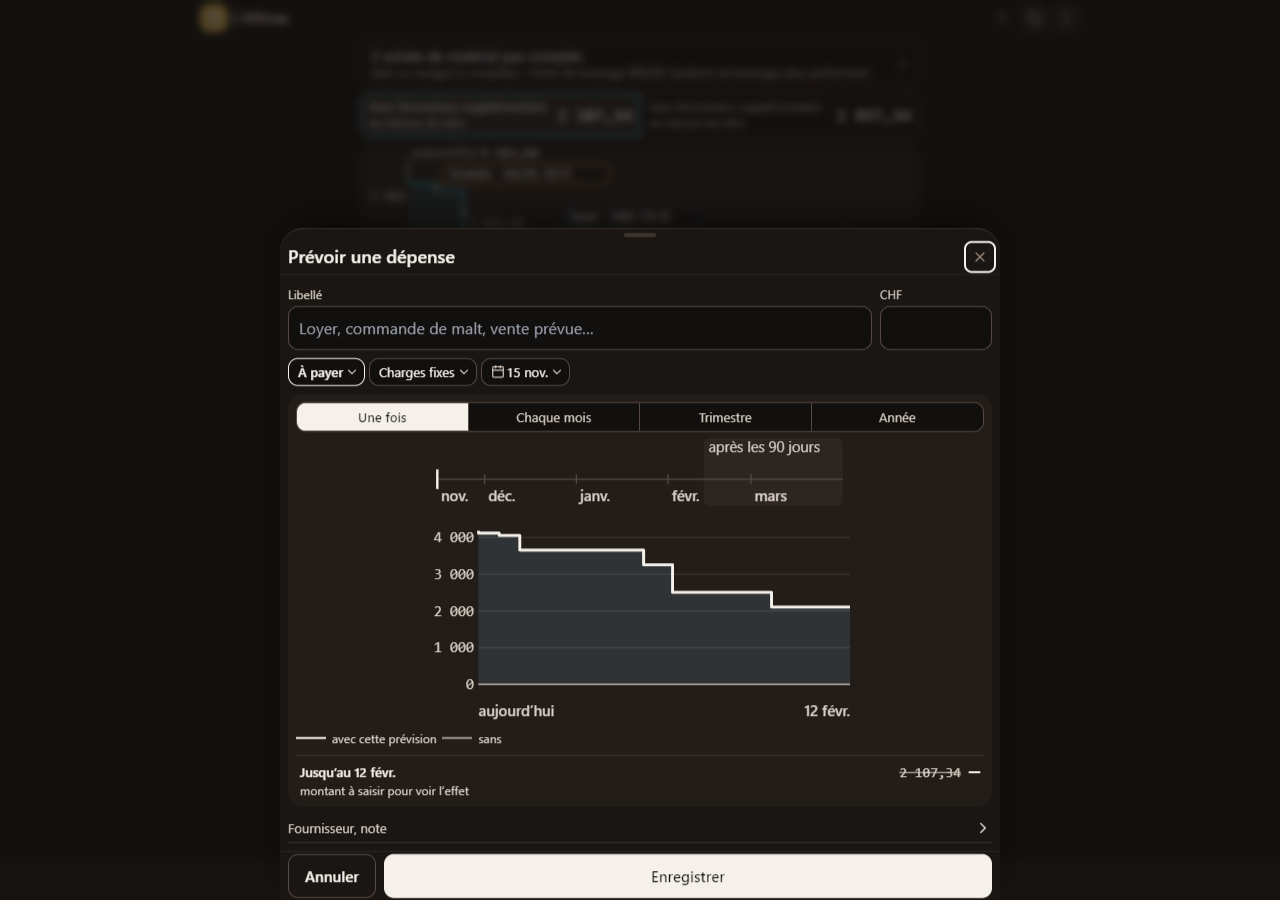 Prévoir une dépense
Libellé
CHF
Loyer, commande de malt, vente prévue…
À payer
Charges fixes
15 nov.
Une fois
Chaque mois
Trimestre
Année
après les 90 jours
nov.
déc.
janv.
févr.
mars
4 000
3 000
2 000
1 000
0
aujourd'hui
12 févr.
avec cette prévision
sans
Jusqu'au 12 févr.
2 107,34 —
montant à saisir pour voir l'effet
Fournisseur, note
Annuler
Enregistrer